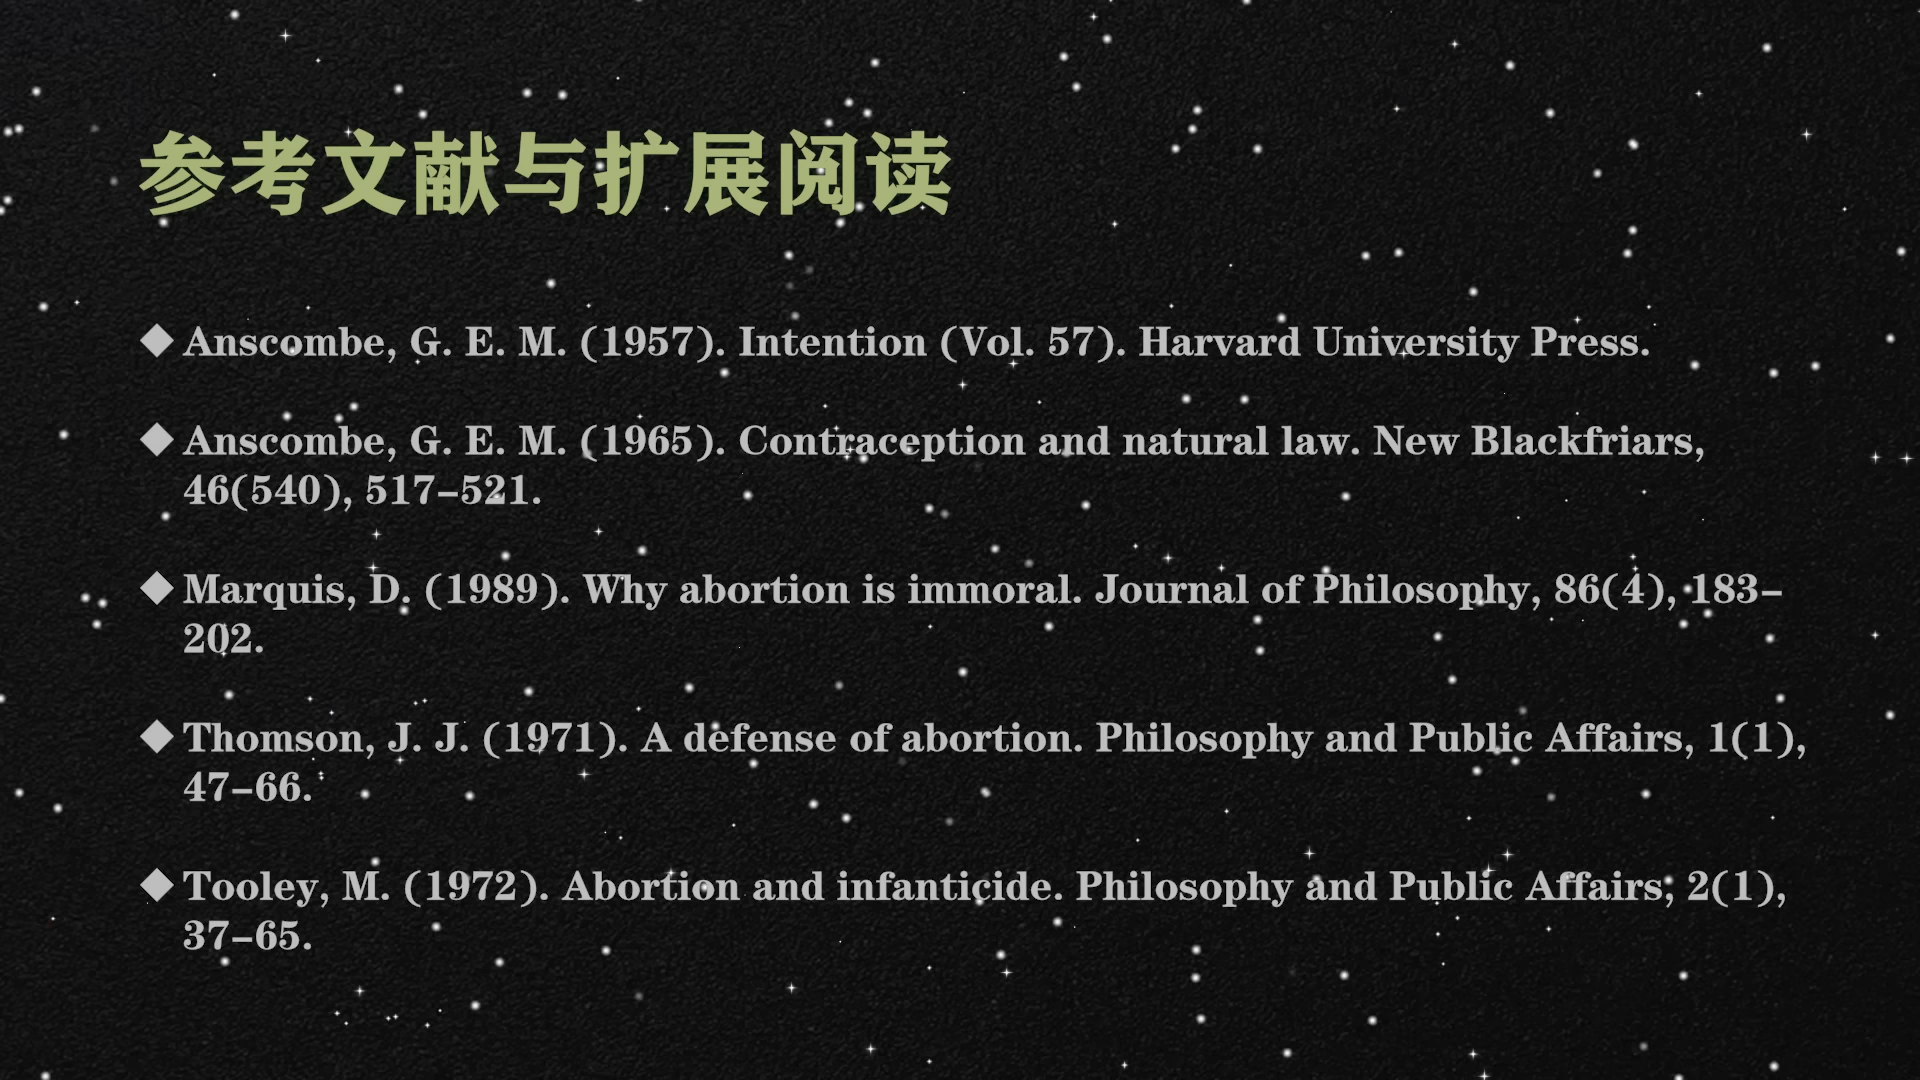 参考文献与扩展阅读
◆Anscombe, G. E. M. (1957). Intention (Vol. 57). Harvard University Press.
◆Anscombe, G. E. M. (1965). Contraception and natural law. New Blackfriars,
46(540), 517–521.
◆Marquis, D. (1989). Why abortion is immoral. Journal of Philosophy, 86(4), 183–
202.
◆Thomson, J. J. (1971). A defense of abortion. Philosophy and Public Affairs, 1(1),
47–66.
◆Tooley, M. (1972). Abortion and infanticide. Philosophy and Public Affairs, 2(1),
37–65.